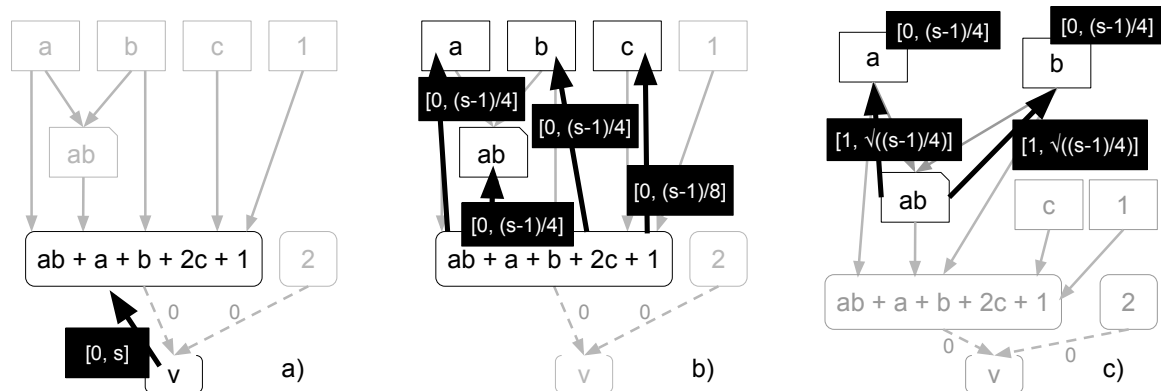 a b c 1
ab
ab + a + b + 2c + 1 2
0 0
[0, s]
v
a)
a b c 1
[0, (s-1)/4]
[0, (s-1)/4]
ab
[0, (s-1)/8]
[0, (s-1)/4]
ab + a + b + 2c + 1 2
0 0
v
b)
[0, (s-1)/4]
[0, (s-1)/4]
a
b
[1, √((s-1)/4)]
[1, √((s-1)/4)]
ab
c 1
ab + a + b + 2c + 1 2
0 0
v
c)